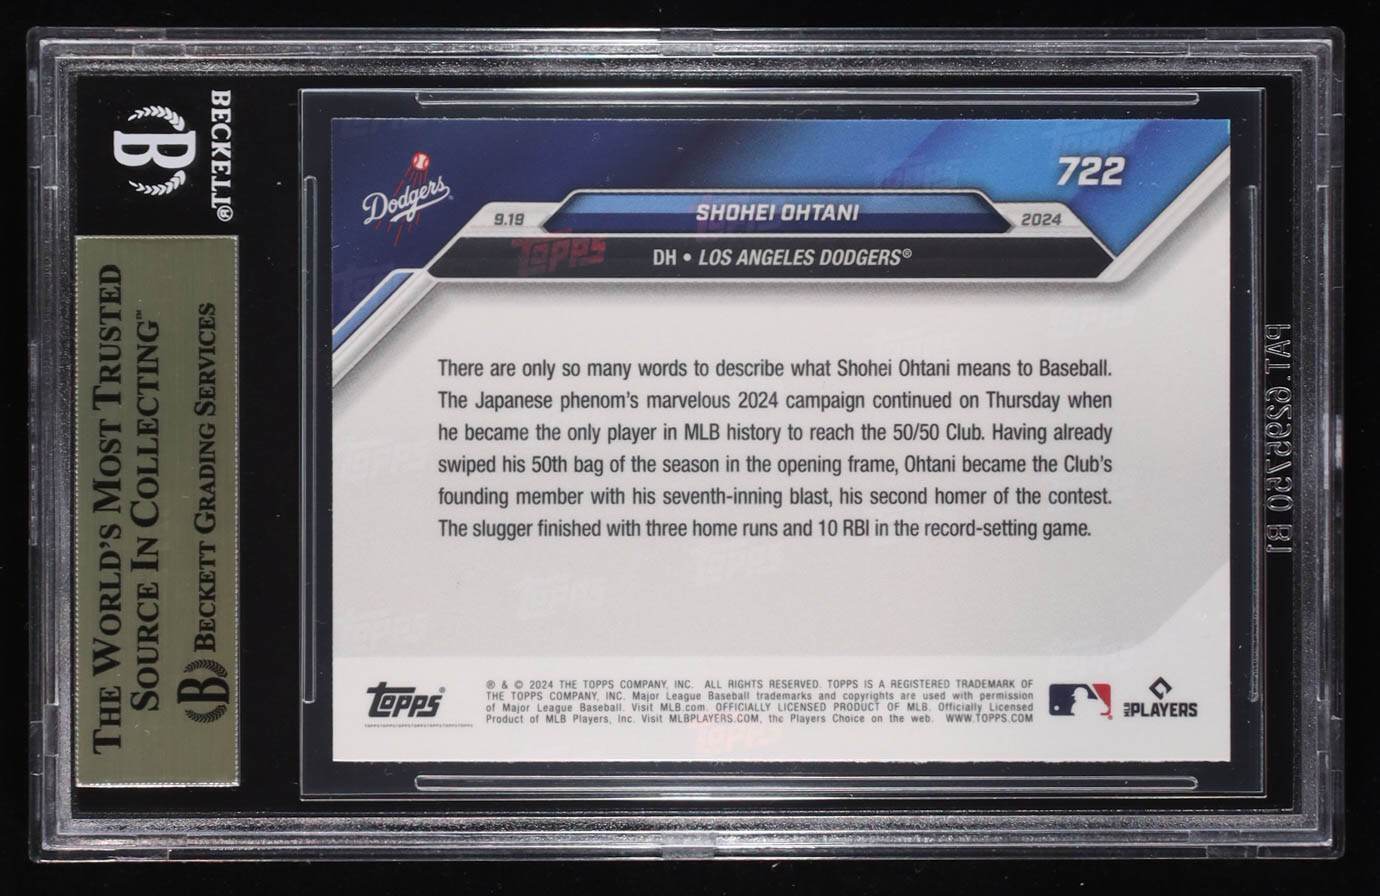 BECKETT®
THE WORLD'S MOST TRUSTED
SOURCE IN COLLECTING™
BECKETT GRADING SERVICES
B
B
Dodgers
722
9.19
SHOHEI OHTANI
2024
TOPPS
DH • LOS ANGELES DODGERS®
There are only so many words to describe what Shohei Ohtani means to Baseball.
The Japanese phenom's marvelous 2024 campaign continued on Thursday when
he became the only player in MLB history to reach the 50/50 Club. Having already
swiped his 50th bag of the season in the opening frame, Ohtani became the Club's
founding member with his seventh-inning blast, his second homer of the contest.
The slugger finished with three home runs and 10 RBI in the record-setting game.
TOPPS®
® & © 2024 THE TOPPS COMPANY, INC. ALL RIGHTS RESERVED. TOPPS IS A REGISTERED TRADEMARK OF
THE TOPPS COMPANY, INC. Major League Baseball trademarks and copyrights are used with permission
of Major League Baseball. Visit MLB.com. OFFICIALLY LICENSED PRODUCT OF MLB. Officially Licensed
Product of MLB Players, Inc. Visit MLBPLAYERS.COM, the Players Choice on the web. WWW.TOPPS.COM
TOPPS
MLB PLAYERS
PAT. 6295750 B1